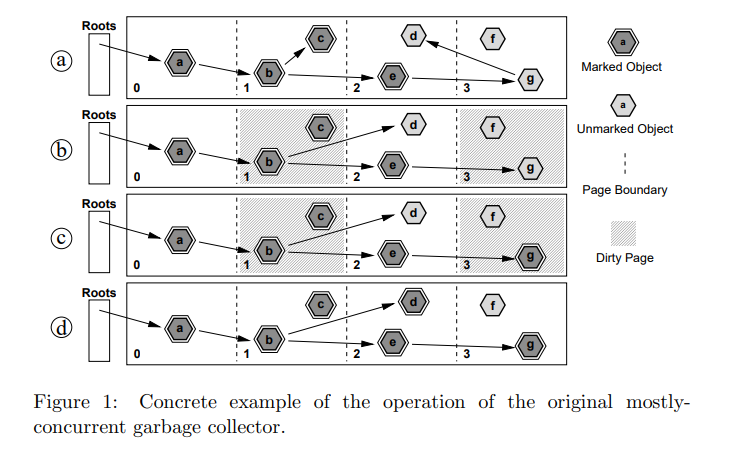 Roots
a
b
c
d
e
f
g
0
1
2
3
a
Roots
a
b
c
d
e
f
g
0
1
2
3
b
Roots
a
b
c
d
e
f
g
0
1
2
3
c
Roots
a
b
c
d
e
f
g
0
1
2
3
d
a
Marked Object
a
Unmarked Object
Page Boundary
Dirty Page
Figure 1: Concrete example of the operation of the original mostly-
concurrent garbage collector.